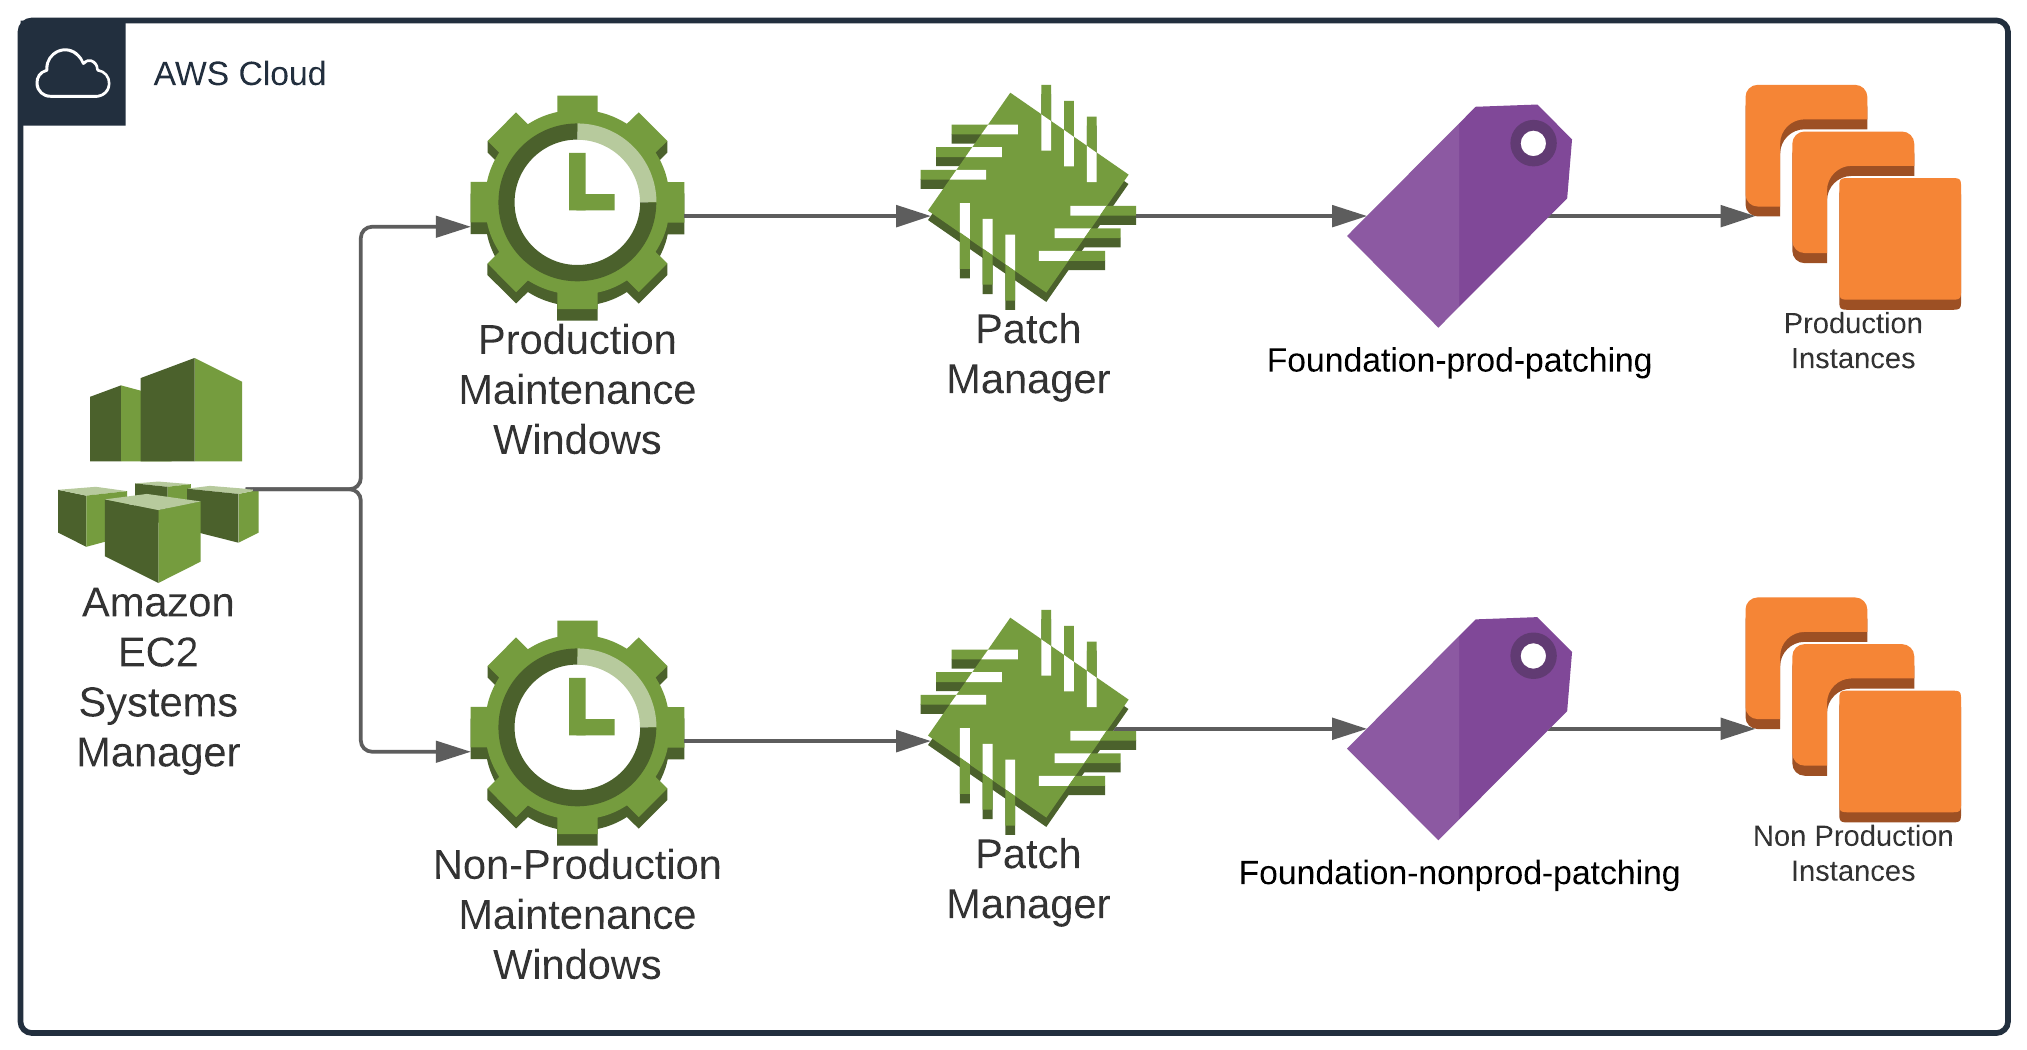 AWS Cloud
Production
Maintenance
Windows
Patch
Manager
Foundation-prod-patching
Production
Instances
Amazon
EC2
Systems
Manager
Non-Production
Maintenance
Windows
Patch
Manager
Foundation-nonprod-patching
Non Production
Instances